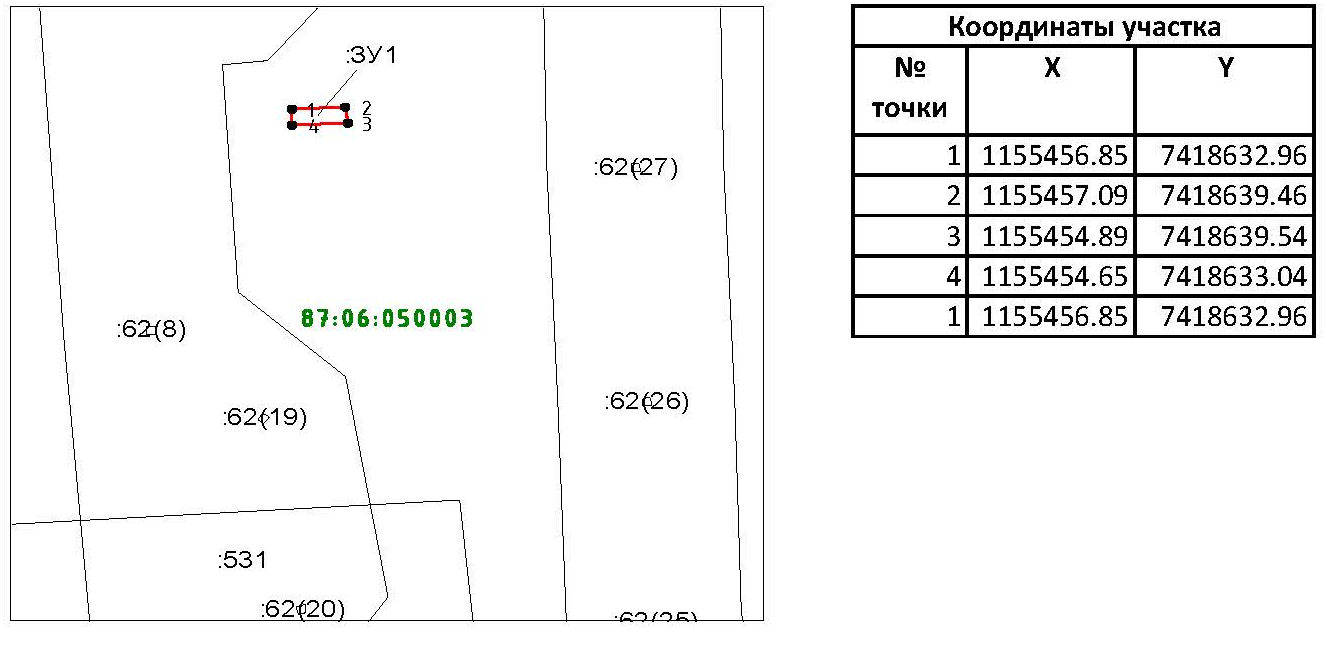 :ЗУ1
1 2
4 3
:62(27)
87:06:050003
:62(8)
:62(26)
:62(19)
:531
:62(20)
:62(25)
Координаты участка
№ точки X Y
1 1155456.85 7418632.96
2 1155457.09 7418639.46
3 1155454.89 7418639.54
4 1155454.65 7418633.04
1 1155456.85 7418632.96